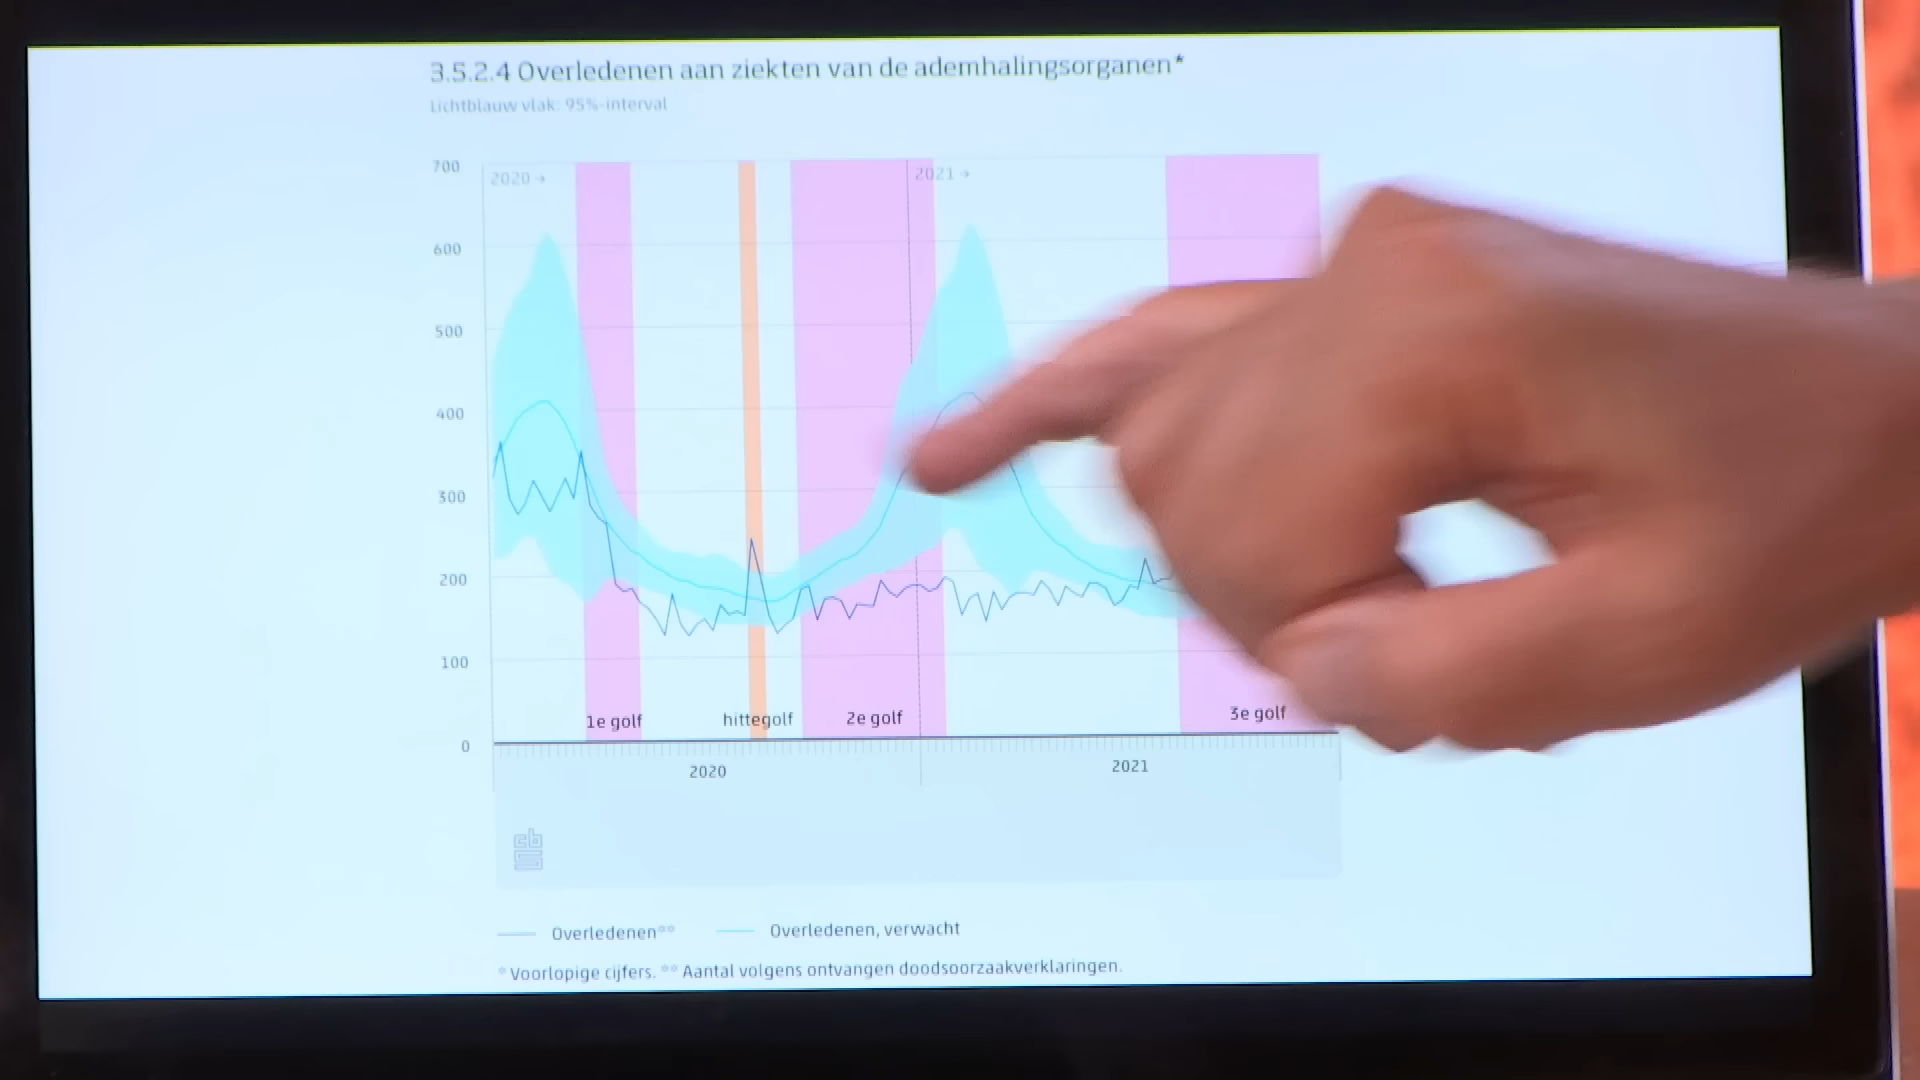 3.5.2.4 Overledenen aan ziekten van de ademhalingsorganen*
Lichtblauw vlak: 95%-interval
700
2020 →
2021 →
600
500
400
300
200
100
0
1e golf
hittegolf
2e golf
3e golf
2020
2021
cbs
Overledenen**
Overledenen, verwacht
* Voorlopige cijfers. ** Aantal volgens ontvangen doodsoorzaakverklaringen.